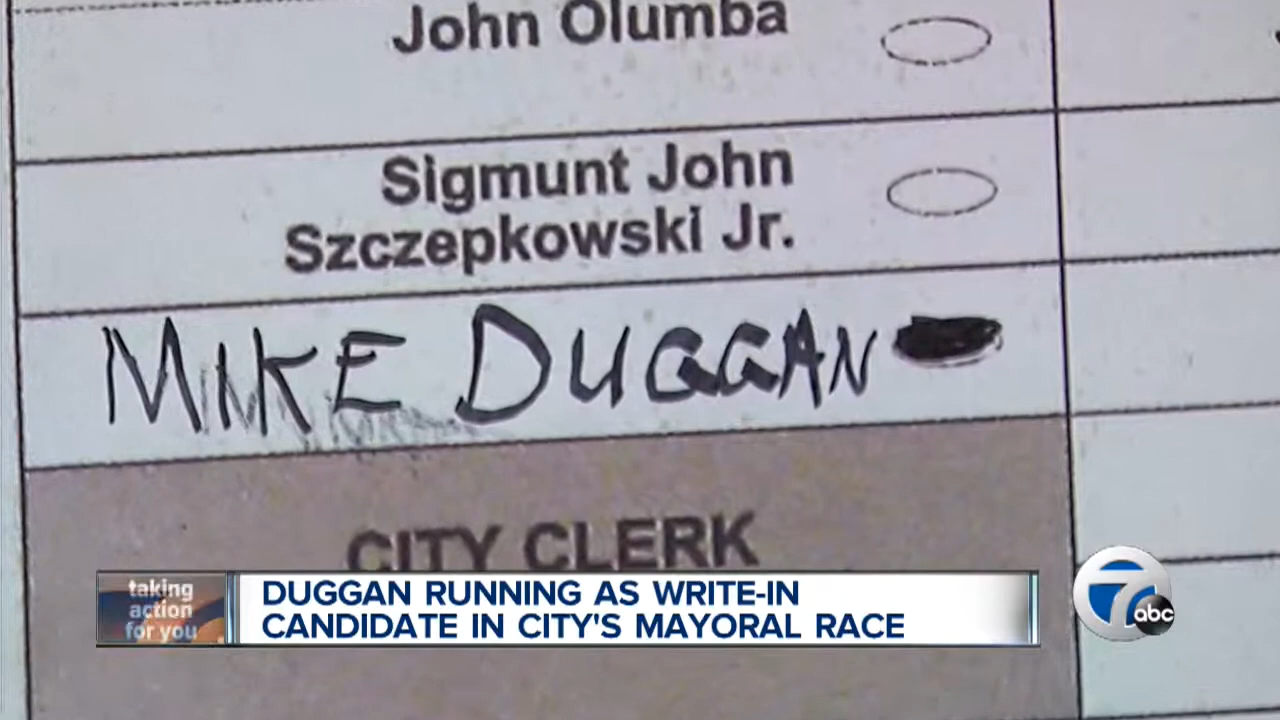 John Olumba
Sigmunt John
Szczepkowski Jr.
MIKE DUGGAN
CITY CLERK
taking
action
for you
DUGGAN RUNNING AS WRITE-IN
CANDIDATE IN CITY'S MAYORAL RACE
7
abc